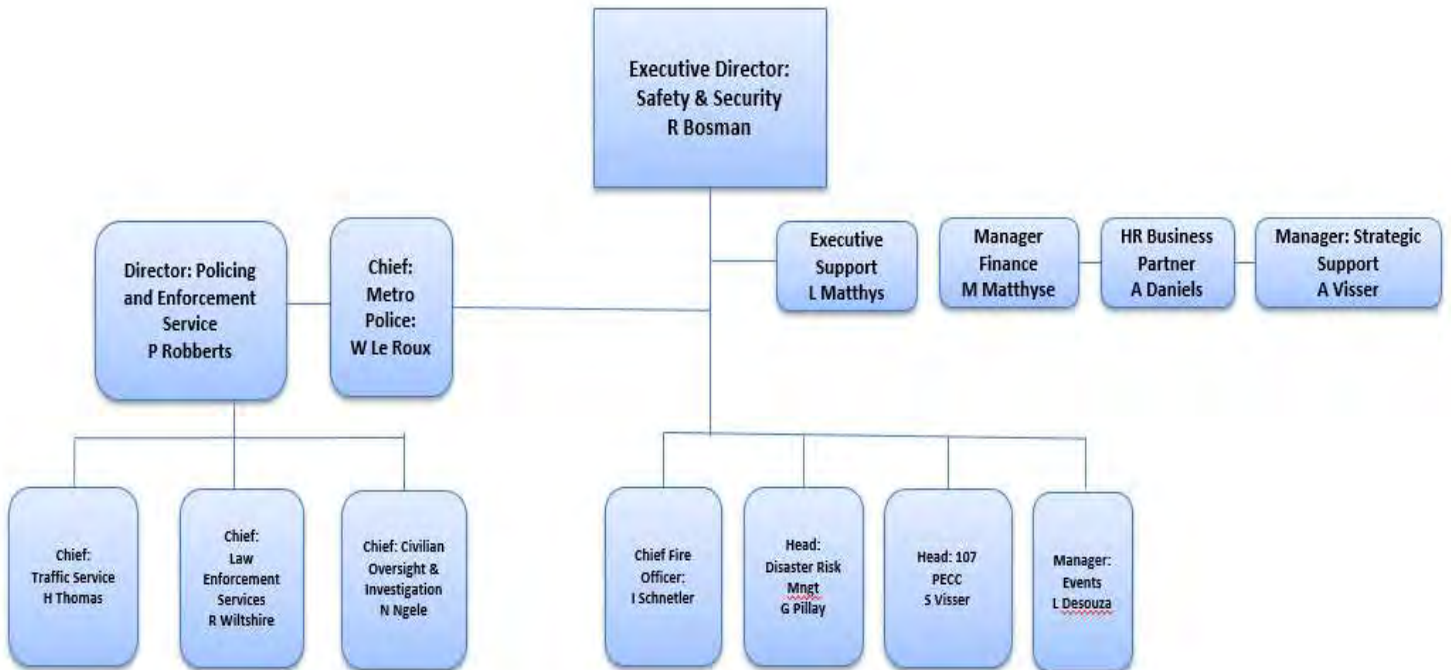 Executive Director:
Safety & Security
R Bosman
Director: Policing
and Enforcement
Service
P Robberts
Chief:
Metro
Police:
W Le Roux
Executive
Support
L Matthys
Manager
Finance
M Matthyse
HR Business
Partner
A Daniels
Manager: Strategic
Support
A Visser
Chief:
Traffic Service
H Thomas
Chief:
Law
Enforcement
Services
R Wiltshire
Chief: Civilian
Oversight &
Investigation
N Ngele
Chief Fire
Officer:
I Schnetler
Head:
Disaster Risk
Mngt
G Pillay
Head: 107
PECC
S Visser
Manager:
Events
L Desouza